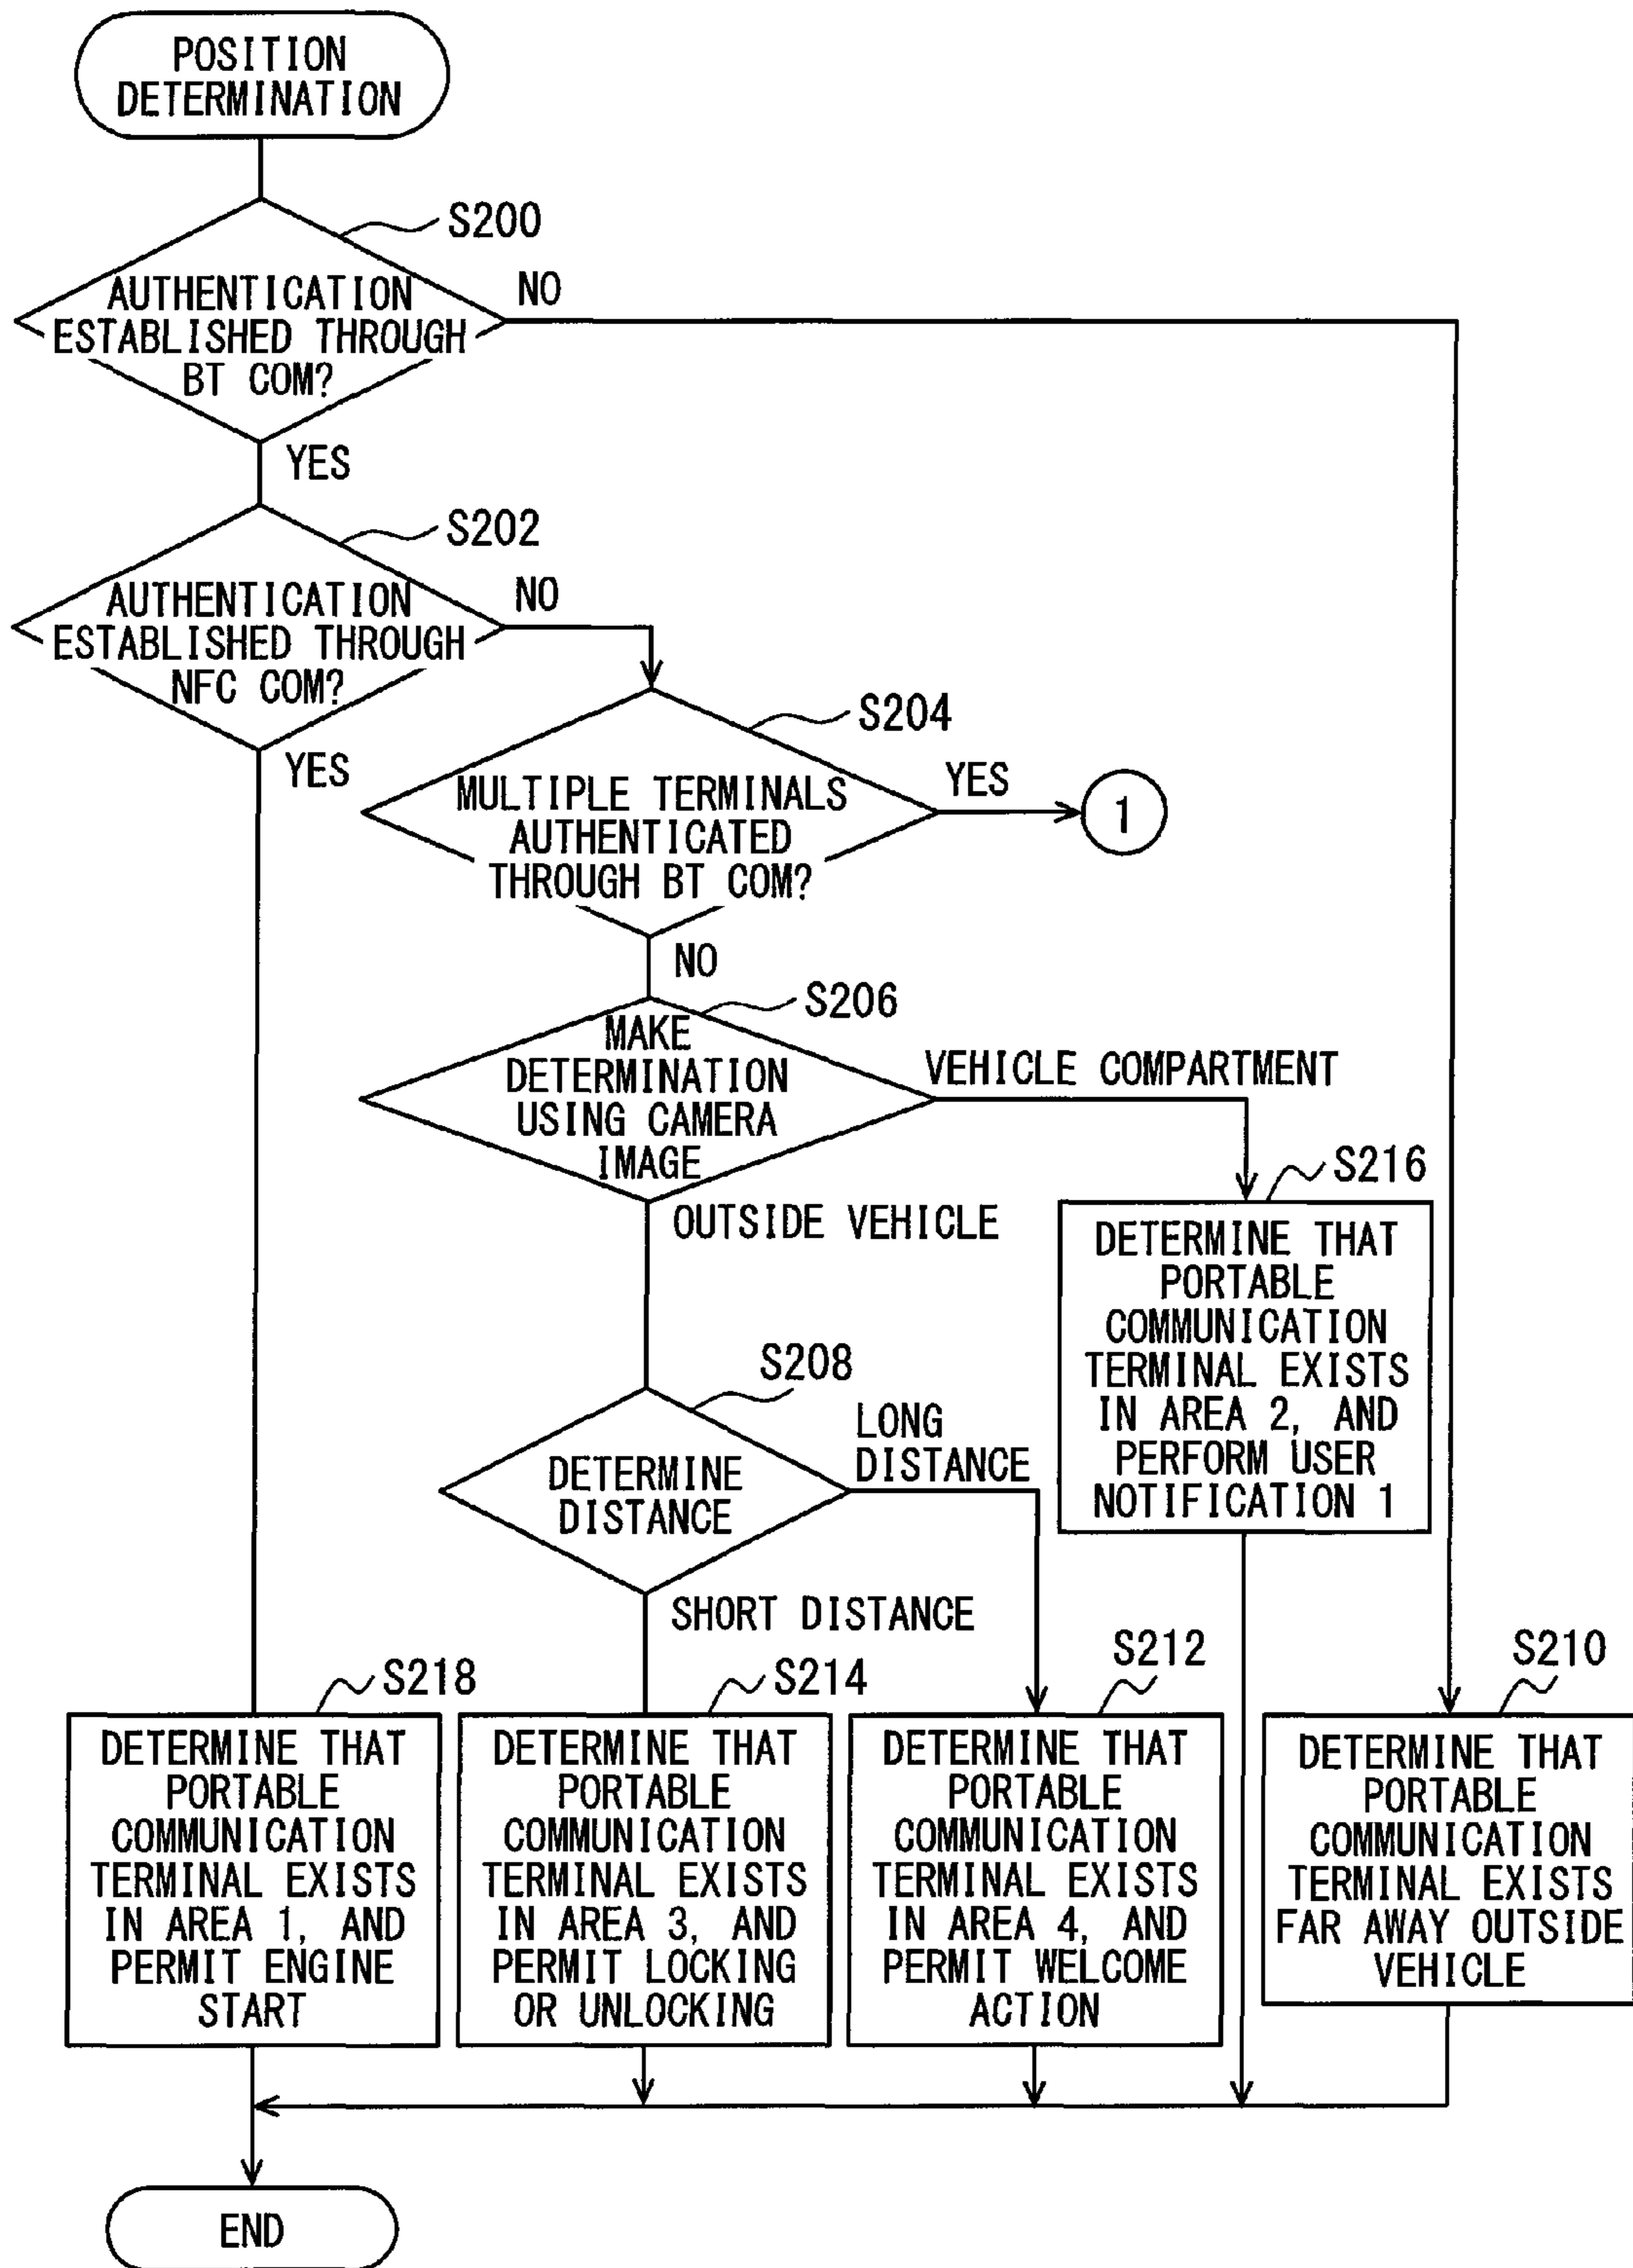 POSITION
DETERMINATION
S200
AUTHENTICATION
ESTABLISHED THROUGH
BT COM?
NO
YES
S202
AUTHENTICATION
ESTABLISHED THROUGH
NFC COM?
NO
YES
S204
MULTIPLE TERMINALS
AUTHENTICATED
THROUGH BT COM?
YES
1
NO
S206
MAKE
DETERMINATION
USING CAMERA
IMAGE
VEHICLE COMPARTMENT
OUTSIDE VEHICLE
S216
DETERMINE THAT
PORTABLE
COMMUNICATION
TERMINAL EXISTS
IN AREA 2, AND
PERFORM USER
NOTIFICATION 1
S208
DETERMINE
DISTANCE
LONG
DISTANCE
SHORT DISTANCE
S218
DETERMINE THAT
PORTABLE
COMMUNICATION
TERMINAL EXISTS
IN AREA 1, AND
PERMIT ENGINE
START
S214
DETERMINE THAT
PORTABLE
COMMUNICATION
TERMINAL EXISTS
IN AREA 3, AND
PERMIT LOCKING
OR UNLOCKING
S212
DETERMINE THAT
PORTABLE
COMMUNICATION
TERMINAL EXISTS
IN AREA 4, AND
PERMIT WELCOME
ACTION
S210
DETERMINE THAT
PORTABLE
COMMUNICATION
TERMINAL EXISTS
FAR AWAY OUTSIDE
VEHICLE
END